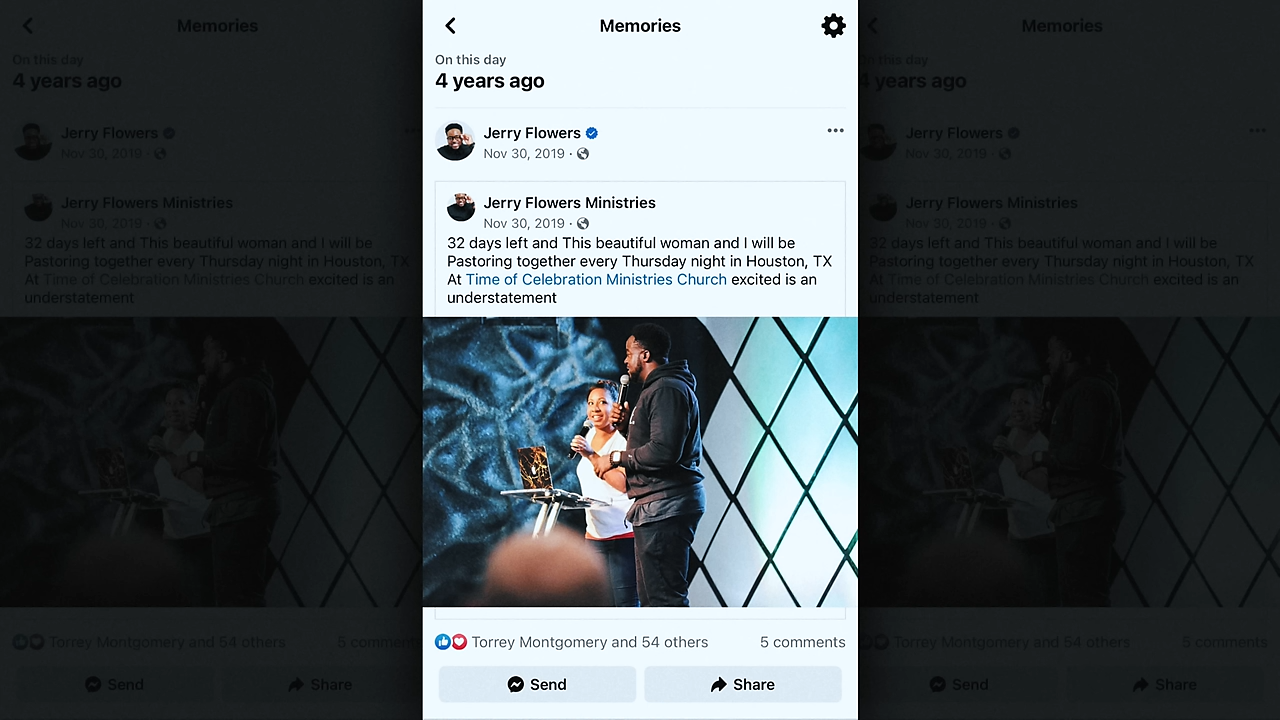 Memories
On this day
4 years ago
Jerry Flowers
Nov 30, 2019 ·
Jerry Flowers Ministries
Nov 30, 2019 ·
32 days left and This beautiful woman and I will be
Pastoring together every Thursday night in Houston, TX
At Time of Celebration Ministries Church excited is an
understatement
Torrey Montgomery and 54 others
5 comments
Send
Share